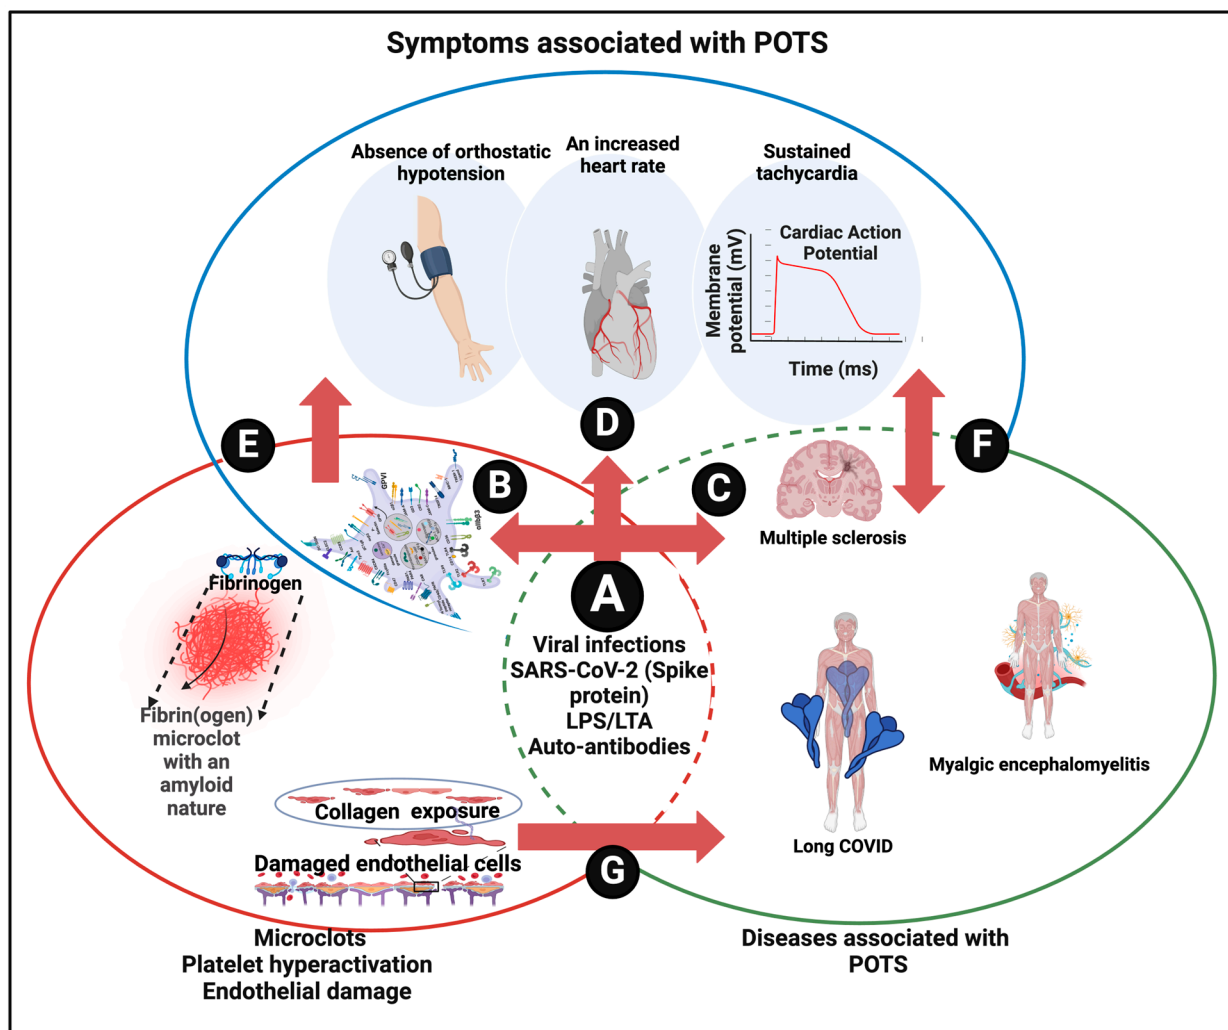 Symptoms associated with POTS
Absence of orthostatic
hypotension
An increased
heart rate
Sustained
tachycardia
Cardiac Action
Potential
Membrane
potential (mV)
Time (ms)
E
D
F
B
C
GPVI
αIIbβ3
Multiple sclerosis
Fibrinogen
A
Viral infections
SARS-CoV-2 (Spike
protein)
LPS/LTA
Auto-antibodies
Fibrin(ogen)
microclot
with an
amyloid
nature
Myalgic encephalomyelitis
Collagen exposure
Long COVID
Damaged endothelial cells
G
Microclots
Platelet hyperactivation
Endothelial damage
Diseases associated with
POTS